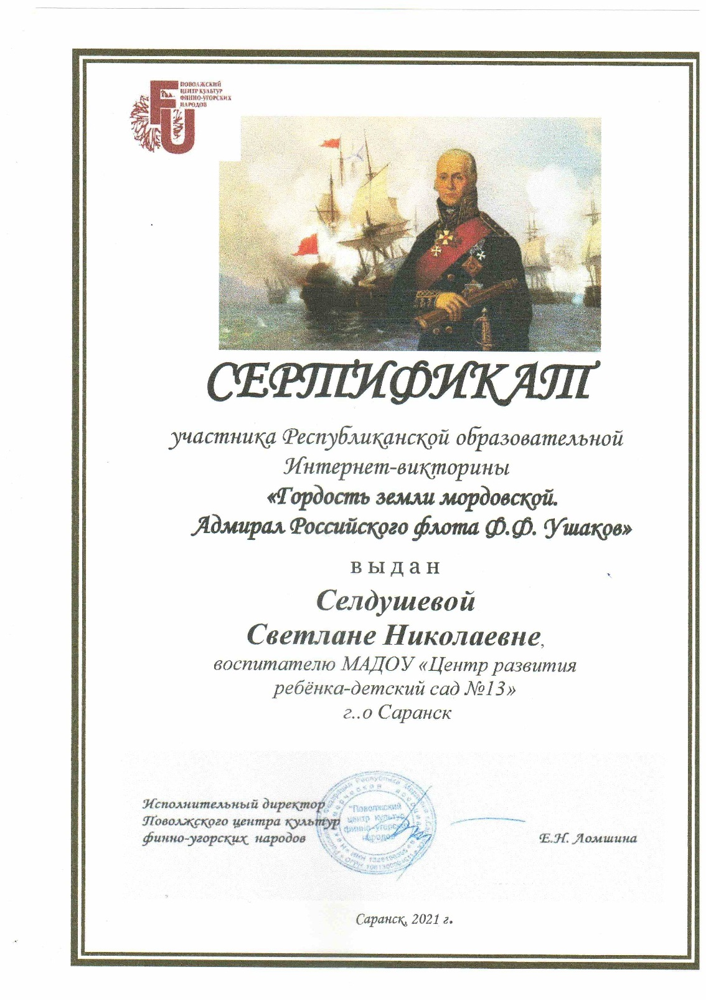 ПОВОЛЖСКИЙ
ЦЕНТР КУЛЬТУР
ФИННО-УГОРСКИХ
НАРОДОВ
FU
СЕРТИФИКАТ
участника Республиканской образовательной
Интернет-викторины
«Гордость земли мордовской.
Адмирал Российского флота Ф.Ф. Ушаков»
выдан
Селдушевой
Светлане Николаевне,
воспитателю МАДОУ «Центр развития
ребёнка-детский сад №13»
г..о Саранск
Исполнительный директор
Поволжского центра культур
финно-угорских народов
Е.Н. Ломшина
"Поволжский
центр культур
финно-угорских
народов"
Саранск, 2021 г.